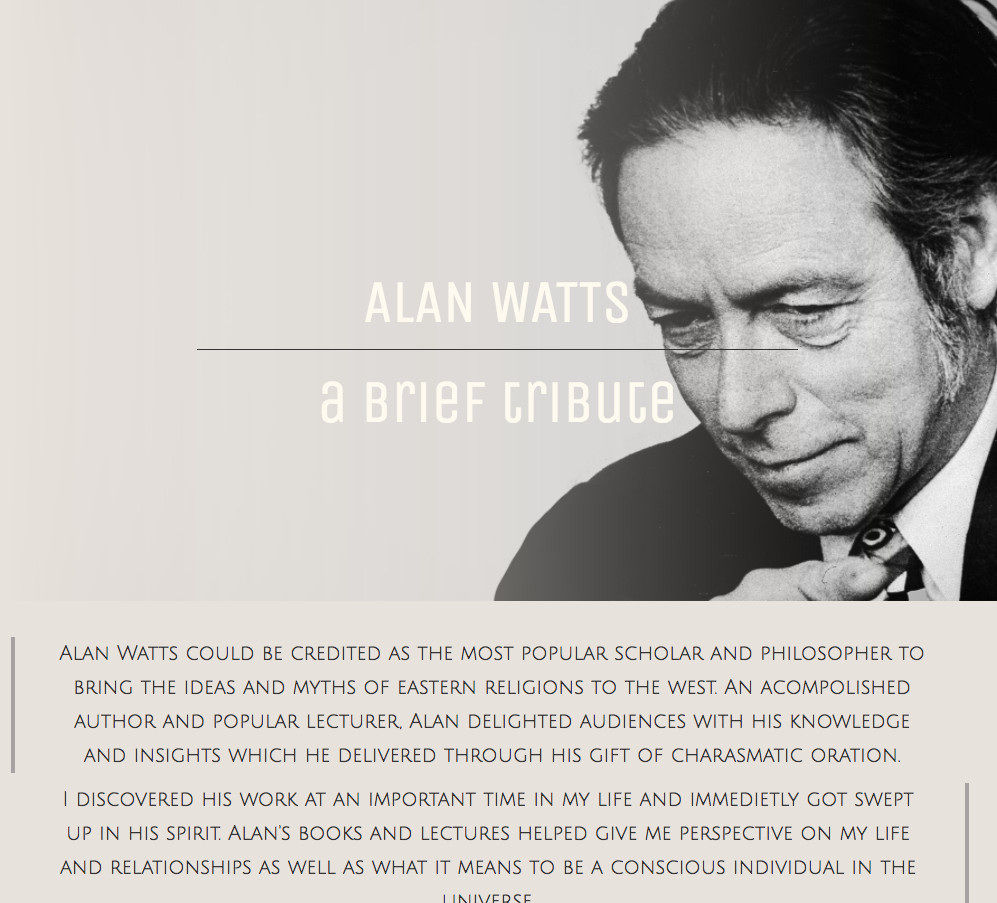 ALAN WATTS
a Brief tribute
Alan Watts could be credited as the most popular scholar and philosopher to
bring the ideas and myths of eastern religions to the west. An acompolished
author and popular lecturer, Alan delighted audiences with his knowledge
and insights which he delivered through his gift of charasmatic oration.
I discovered his work at an important time in my life and immedietly got swept
up in his spirit. Alan's books and lectures helped give me perspective on my life
and relationships as well as what it means to be a conscious individual in the
universe.